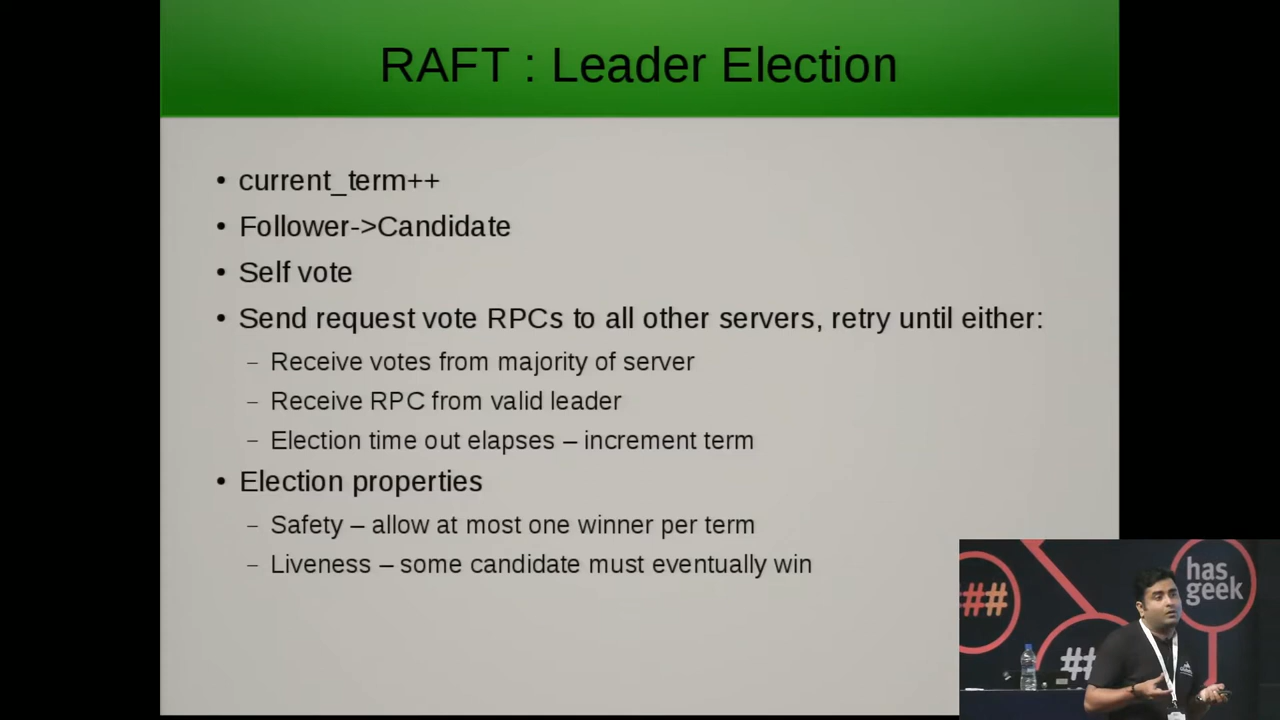 RAFT : Leader Election
• current_term++
• Follower->Candidate
• Self vote
• Send request vote RPCs to all other servers, retry until either:
– Receive votes from majority of server
– Receive RPC from valid leader
– Election time out elapses – increment term
• Election properties
– Safety – allow at most one winner per term
– Liveness – some candidate must eventually win
has
geek
###
##